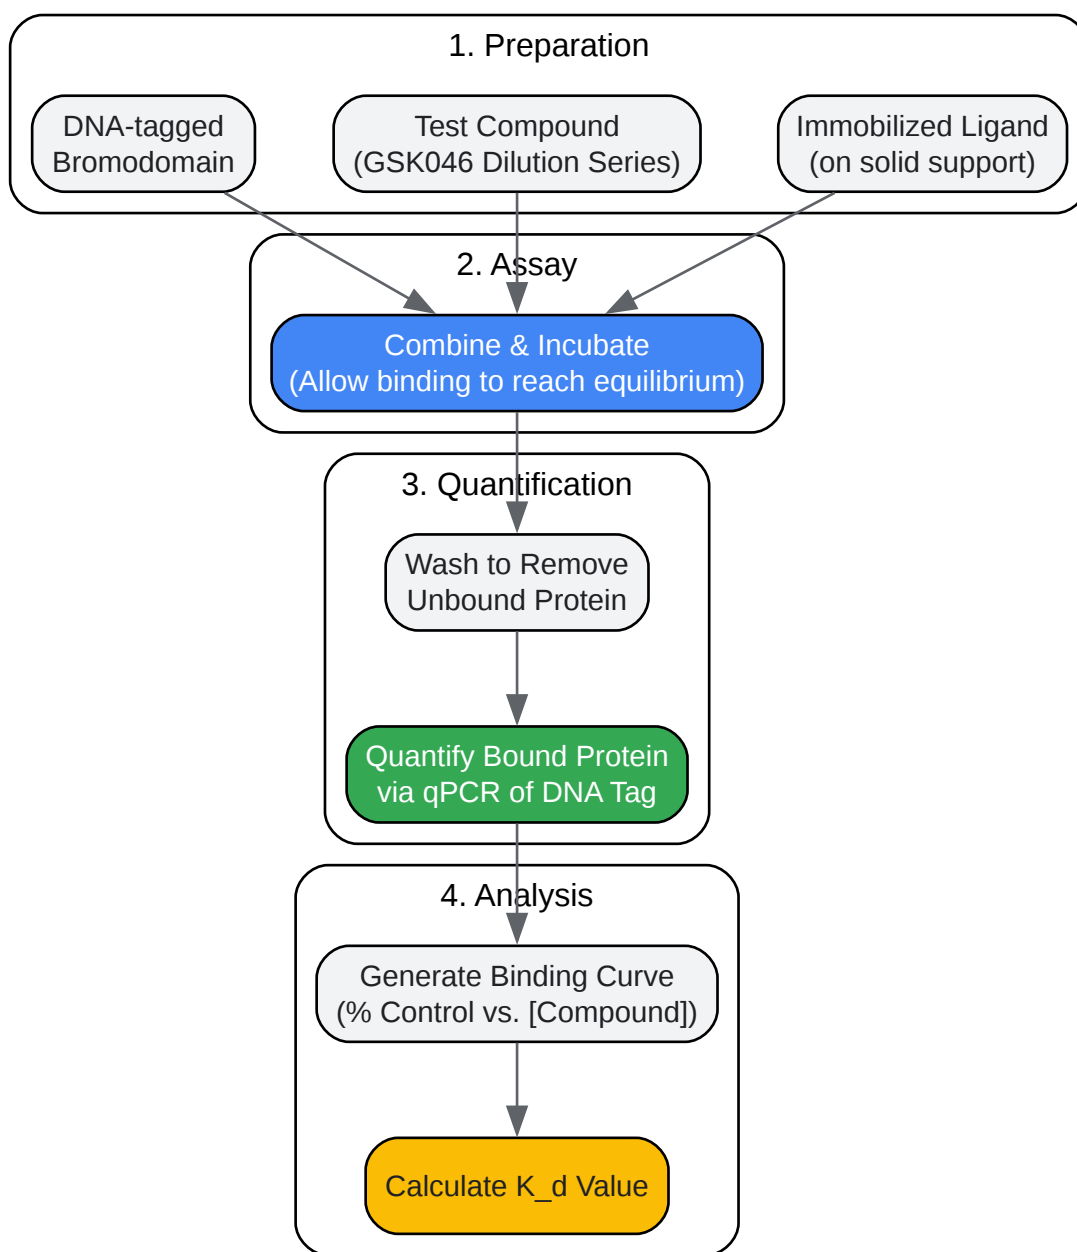 1. Preparation
DNA-tagged
Bromodomain
Test Compound
(GSK046 Dilution Series)
Immobilized Ligand
(on solid support)
2. Assay
Combine & Incubate
(Allow binding to reach equilibrium)
3. Quantification
Wash to Remove
Unbound Protein
Quantify Bound Protein
via qPCR of DNA Tag
4. Analysis
Generate Binding Curve
(% Control vs. [Compound])
Calculate K_d Value